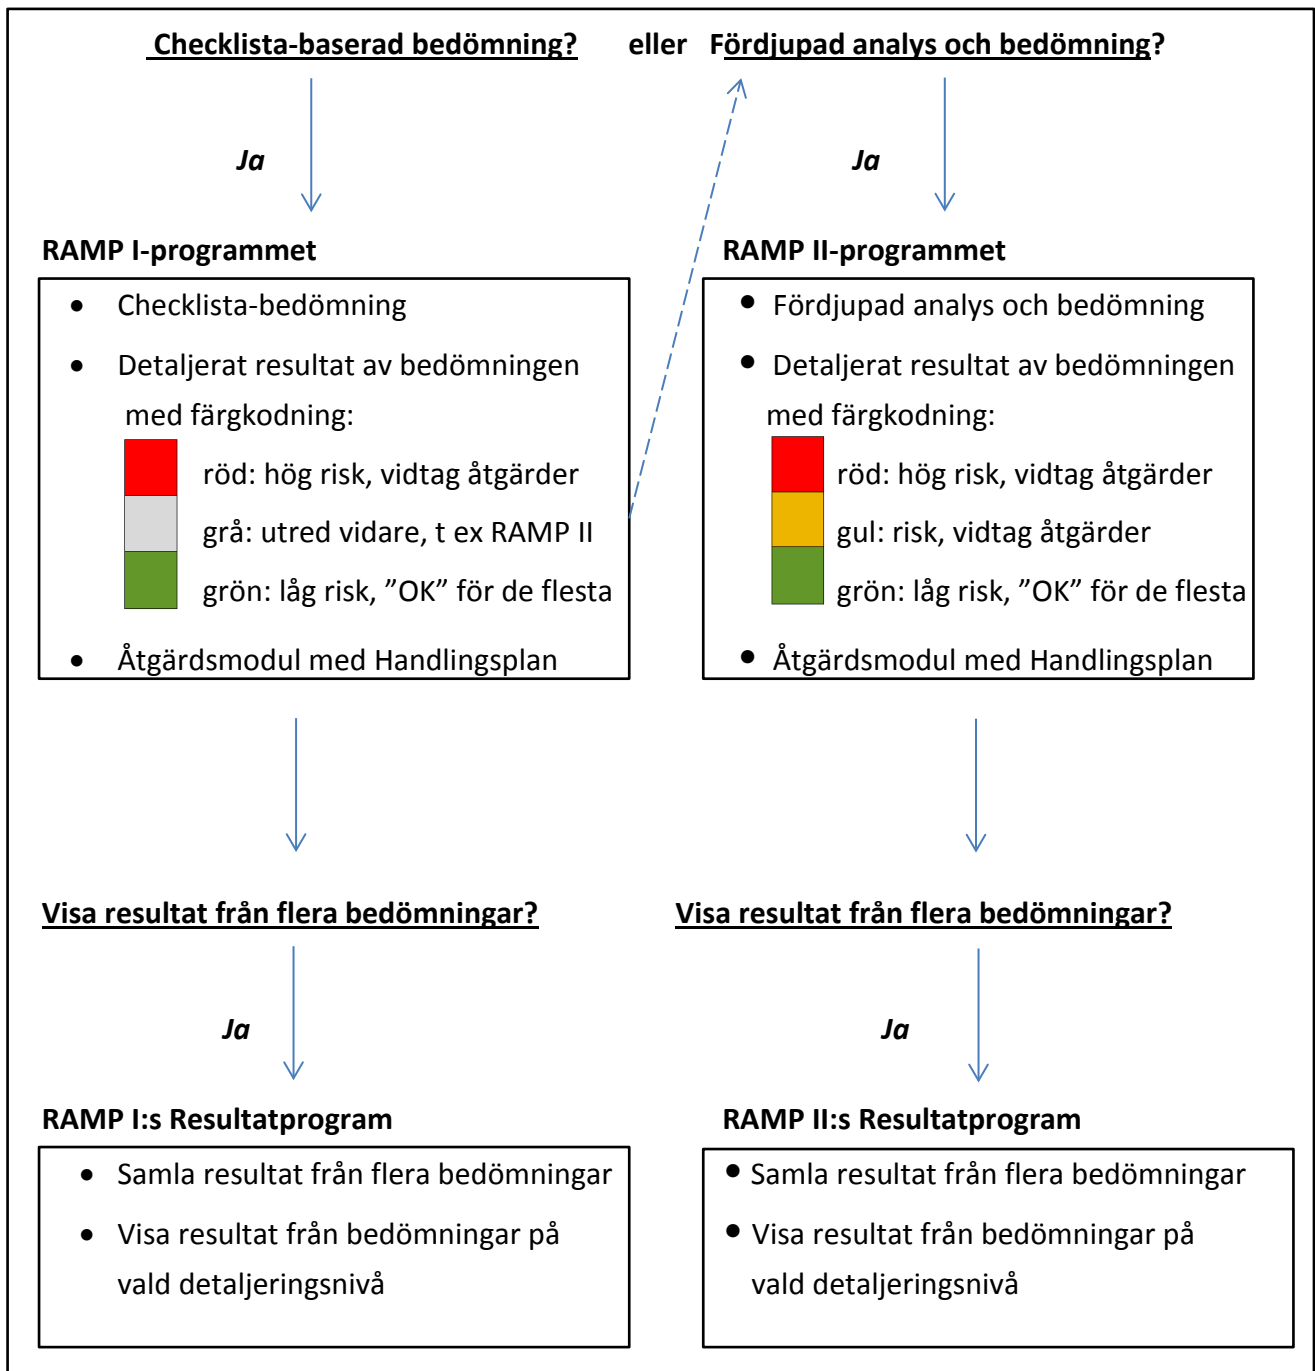 Checklista-baserad bedömning? eller Fördjupad analys och bedömning?
Ja
Ja
RAMP I-programmet
• Checklista-bedömning
• Detaljerat resultat av bedömningen
med färgkodning:
röd: hög risk, vidtag åtgärder
grå: utred vidare, t ex RAMP II
grön: låg risk, ”OK” för de flesta
• Åtgärdsmodul med Handlingsplan
RAMP II-programmet
• Fördjupad analys och bedömning
• Detaljerat resultat av bedömningen
med färgkodning:
röd: hög risk, vidtag åtgärder
gul: risk, vidtag åtgärder
grön: låg risk, ”OK” för de flesta
• Åtgärdsmodul med Handlingsplan
Visa resultat från flera bedömningar?
Visa resultat från flera bedömningar?
Ja
Ja
RAMP I:s Resultatprogram
• Samla resultat från flera bedömningar
• Visa resultat från bedömningar på
vald detaljeringsnivå
RAMP II:s Resultatprogram
• Samla resultat från flera bedömningar
• Visa resultat från bedömningar på
vald detaljeringsnivå